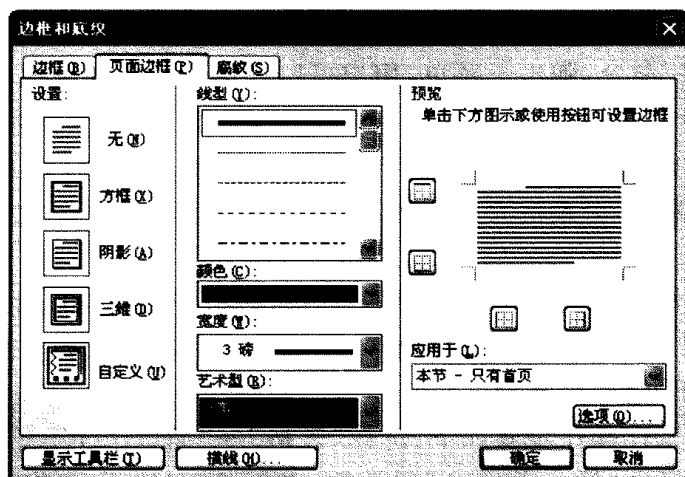 边框和底纹
边框(B)
页面边框(P)
底纹(S)
设置:
无(N)
方框(X)
阴影(A)
三维(D)
自定义(U)
线型(Y):
颜色(C):
宽度(W):
3 磅
艺术型(R):
预览
单击下方图示或使用按钮可设置边框
应用于(L):
本节 - 只有首页
选项(O)...
显示工具栏(T)
横线(H)...
确定
取消